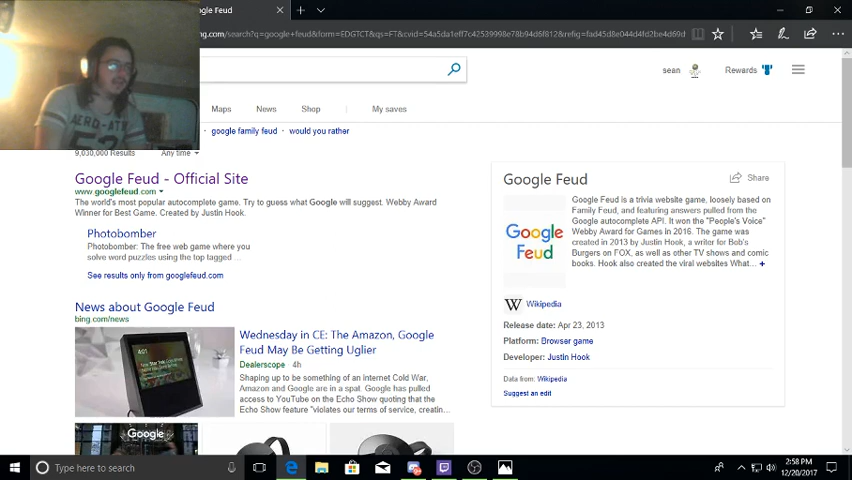 gle Feud
ng.com/search?q=google+feud&form=EDGTCT&qs=FT&cvid=54a5da1eff7c42539998e78b94d6f812&refig=fad45d8e044d4fd2be4d69d
sean
Rewards
Maps
News
Shop
My saves
google family feud
would you rather
9,030,000 Results
Any time
Google Feud - Official Site
www.googlefeud.com
The world's most popular autocomplete game. Try to guess what Google will suggest. Webby Award
Winner for Best Game. Created by Justin Hook.
Photobomber
Photobomber: The free web game where you
solve word puzzles using the top tagged ...
See results only from googlefeud.com
News about Google Feud
bing.com/news
Wednesday in CE: The Amazon, Google
Feud May Be Getting Uglier
Dealerscope 4h
Shaping up to be something of an Internet Cold War,
Amazon and Google are in a spat. Google has pulled
access to YouTube on the Echo Show quoting that the
Echo Show feature "violates our terms of service, creatin...
4:01
Google
Google Feud
Share
Google Feud
Google Feud is a trivia website game, loosely based on
Family Feud, and featuring answers pulled from the
Google autocomplete API. It won the "People's Voice"
Webby Award for Games in 2016. The game was
created in 2013 by Justin Hook, a writer for Bob's
Burgers on FOX, as well as other TV shows and comic
books. Hook also created the viral websites What... +
W Wikipedia
Release date: Apr 23, 2013
Platform: Browser game
Developer: Justin Hook
Data from: Wikipedia
Suggest an edit
Type here to search
2:58 PM
12/20/2017